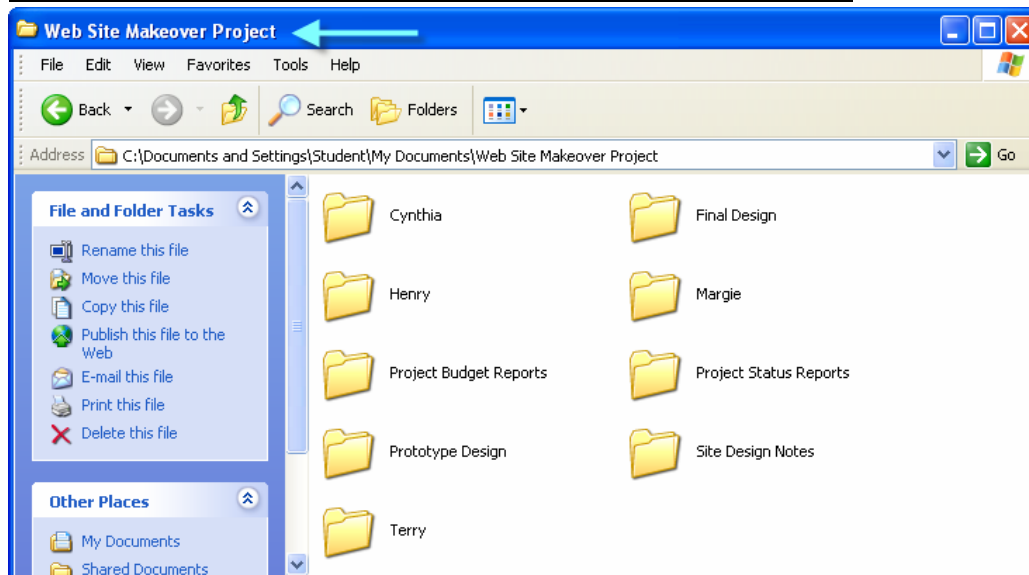 Web Site Makeover Project
File Edit View Favorites Tools Help
Back Search Folders
Address C:\Documents and Settings\Student\My Documents\Web Site Makeover Project Go
File and Folder Tasks
Rename this file
Move this file
Copy this file
Publish this file to the
Web
E-mail this file
Print this file
Delete this file
Other Places
My Documents
Shared Documents
Cynthia Final Design
Henry Margie
Project Budget Reports Project Status Reports
Prototype Design Site Design Notes
Terry